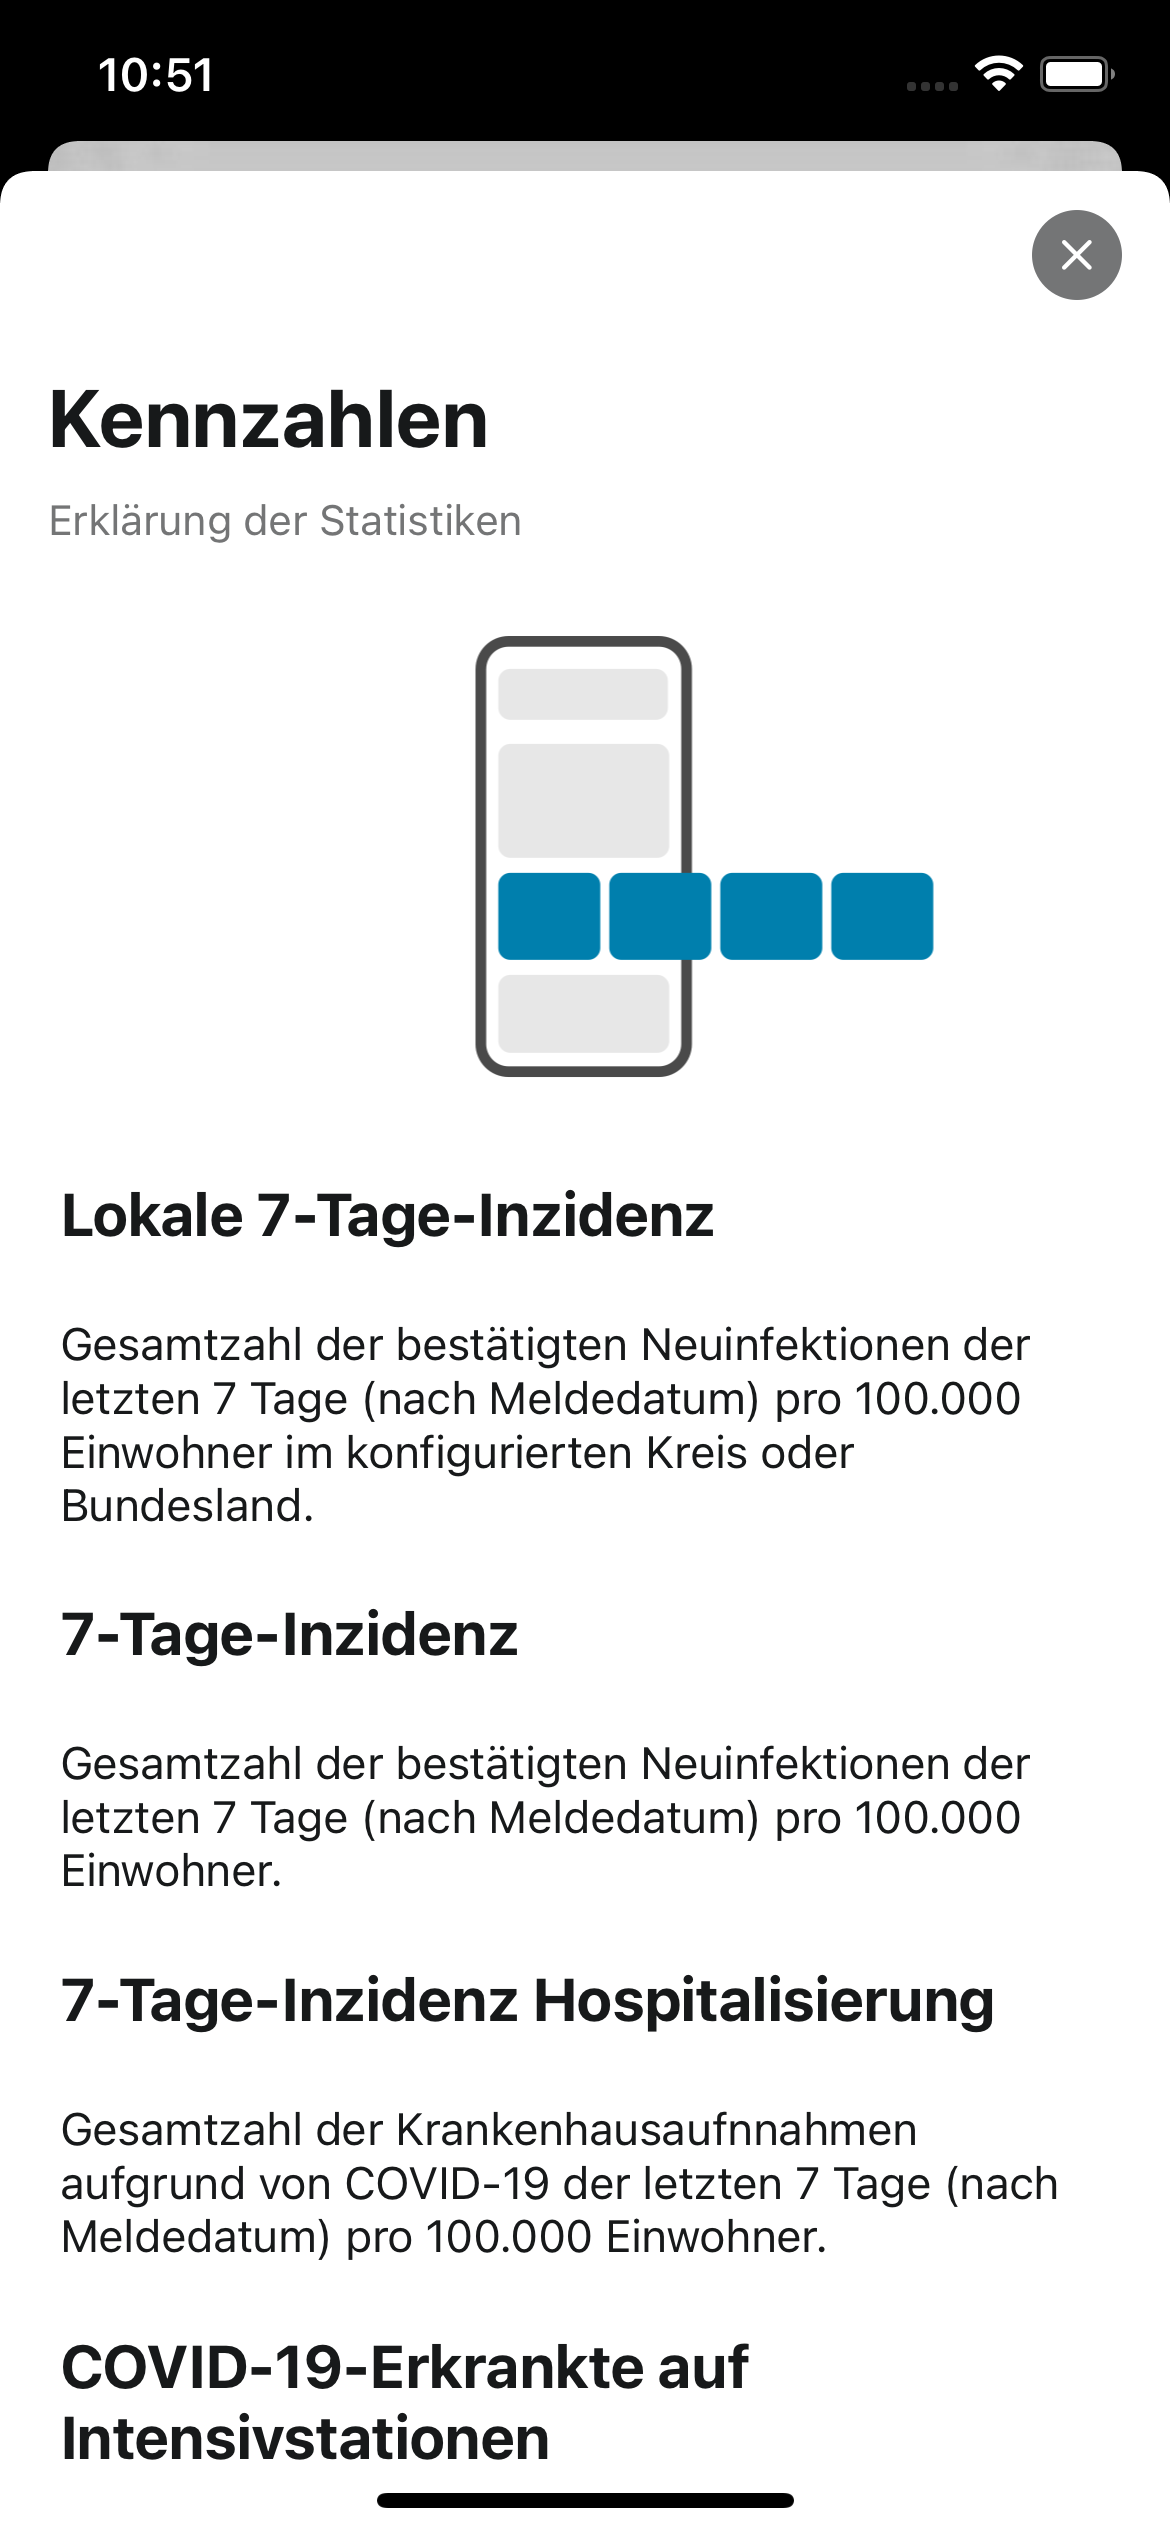 10:51
Kennzahlen
Erklärung der Statistiken
Lokale 7-Tage-Inzidenz
Gesamtzahl der bestätigten Neuinfektionen der
letzten 7 Tage (nach Meldedatum) pro 100.000
Einwohner im konfigurierten Kreis oder
Bundesland.
7-Tage-Inzidenz
Gesamtzahl der bestätigten Neuinfektionen der
letzten 7 Tage (nach Meldedatum) pro 100.000
Einwohner.
7-Tage-Inzidenz Hospitalisierung
Gesamtzahl der Krankenhausaufnnahmen
aufgrund von COVID-19 der letzten 7 Tage (nach
Meldedatum) pro 100.000 Einwohner.
COVID-19-Erkrankte auf
Intensivstationen